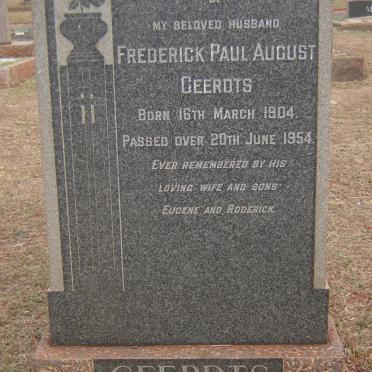 MY BELOVED HUSBAND
FREDERICK PAUL AUGUST
GEERDTS
BORN 16TH MARCH 1904.
PASSED OVER 20TH JUNE 1954.
EVER REMEMBERED BY HIS
LOVING WIFE AND SONS
EUGENE AND RODERICK.
GEERDTS